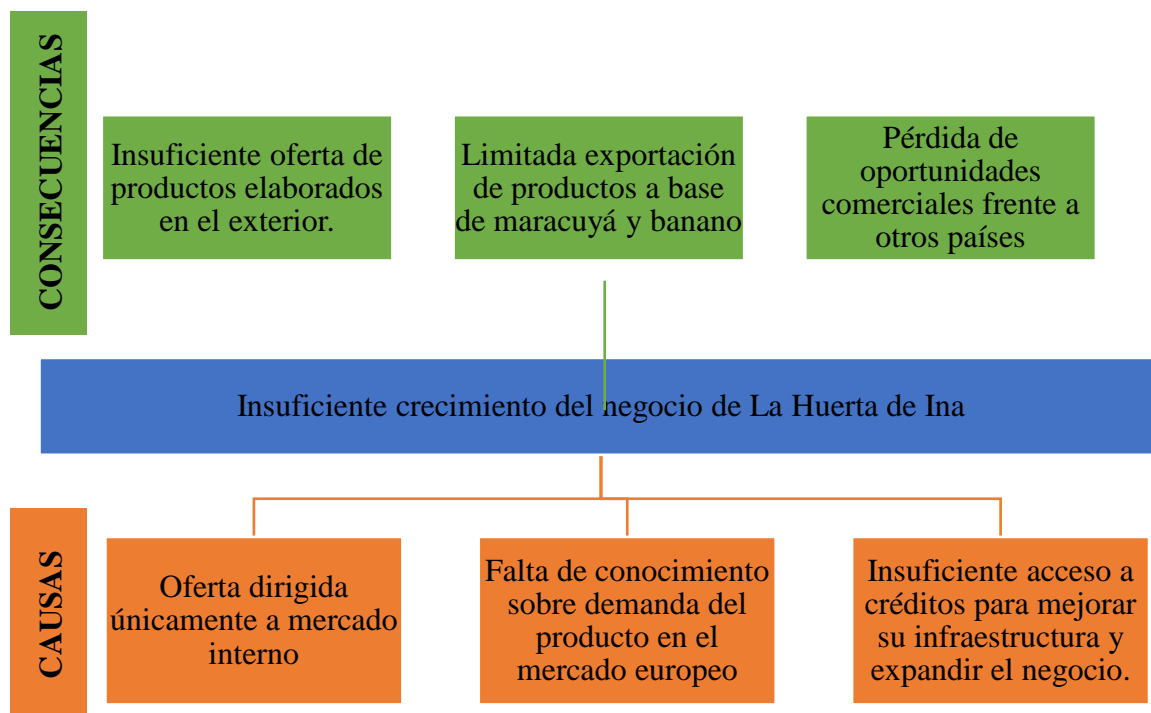 CONSECUENCIAS
Insuficiente oferta de
productos elaborados
en el exterior.
Limitada exportación
de productos a base
de maracuyá y banano
Pérdida de
oportunidades
comerciales frente a
otros países
Insuficiente crecimiento del negocio de La Huerta de Ina
CAUSAS
Oferta dirigida
únicamente a mercado
interno
Falta de conocimiento
sobre demanda del
producto en el
mercado europeo
Insuficiente acceso a
créditos para mejorar
su infraestructura y
expandir el negocio.